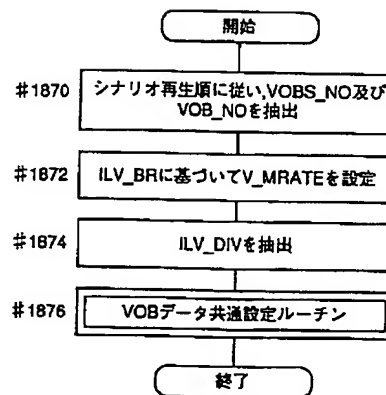 開始
#1870
シナリオ再生順に従い,VOBS_NO及び
VOB_NOを抽出
#1872
ILV_BRに基づいてV_MRATEを設定
#1874
ILV_DIVを抽出
#1876
VOBデータ共通設定ルーチン
終了